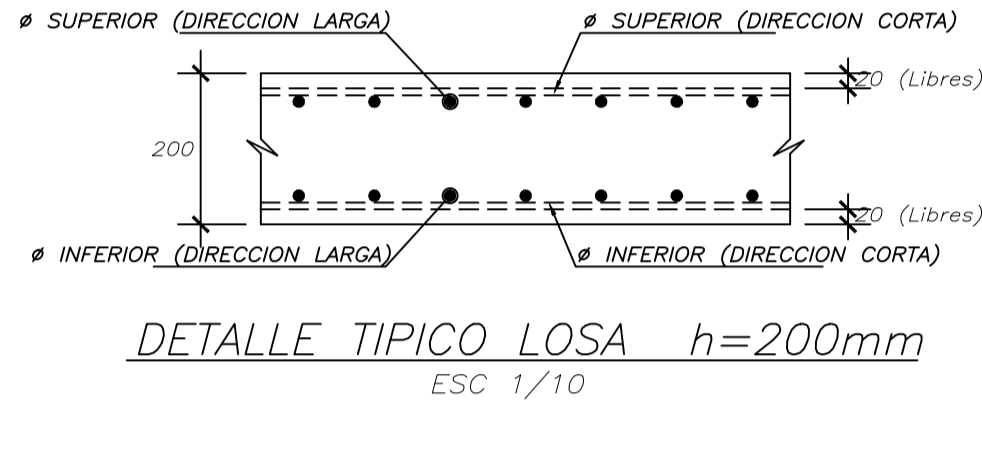 ø SUPERIOR (DIRECCION LARGA)
ø SUPERIOR (DIRECCION CORTA)
20 (Libres)
200
20 (Libres)
ø INFERIOR (DIRECCION LARGA)
ø INFERIOR (DIRECCION CORTA)
DETALLE TIPICO LOSA h=200mm
ESC 1/10